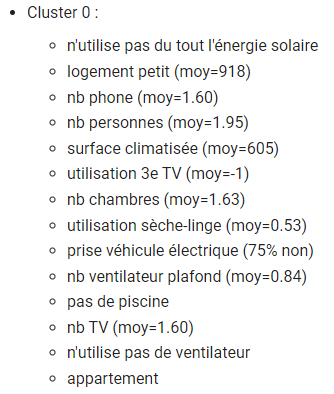 Cluster 0 :
n'utilise pas du tout l'énergie solaire
logement petit (moy=918)
nb phone (moy=1.60)
nb personnes (moy=1.95)
surface climatisée (moy=605)
utilisation 3e TV (moy=-1)
nb chambres (moy=1.63)
utilisation sèche-linge (moy=0.53)
prise véhicule électrique (75% non)
nb ventilateur plafond (moy=0.84)
pas de piscine
nb TV (moy=1.60)
n'utilise pas de ventilateur
appartement